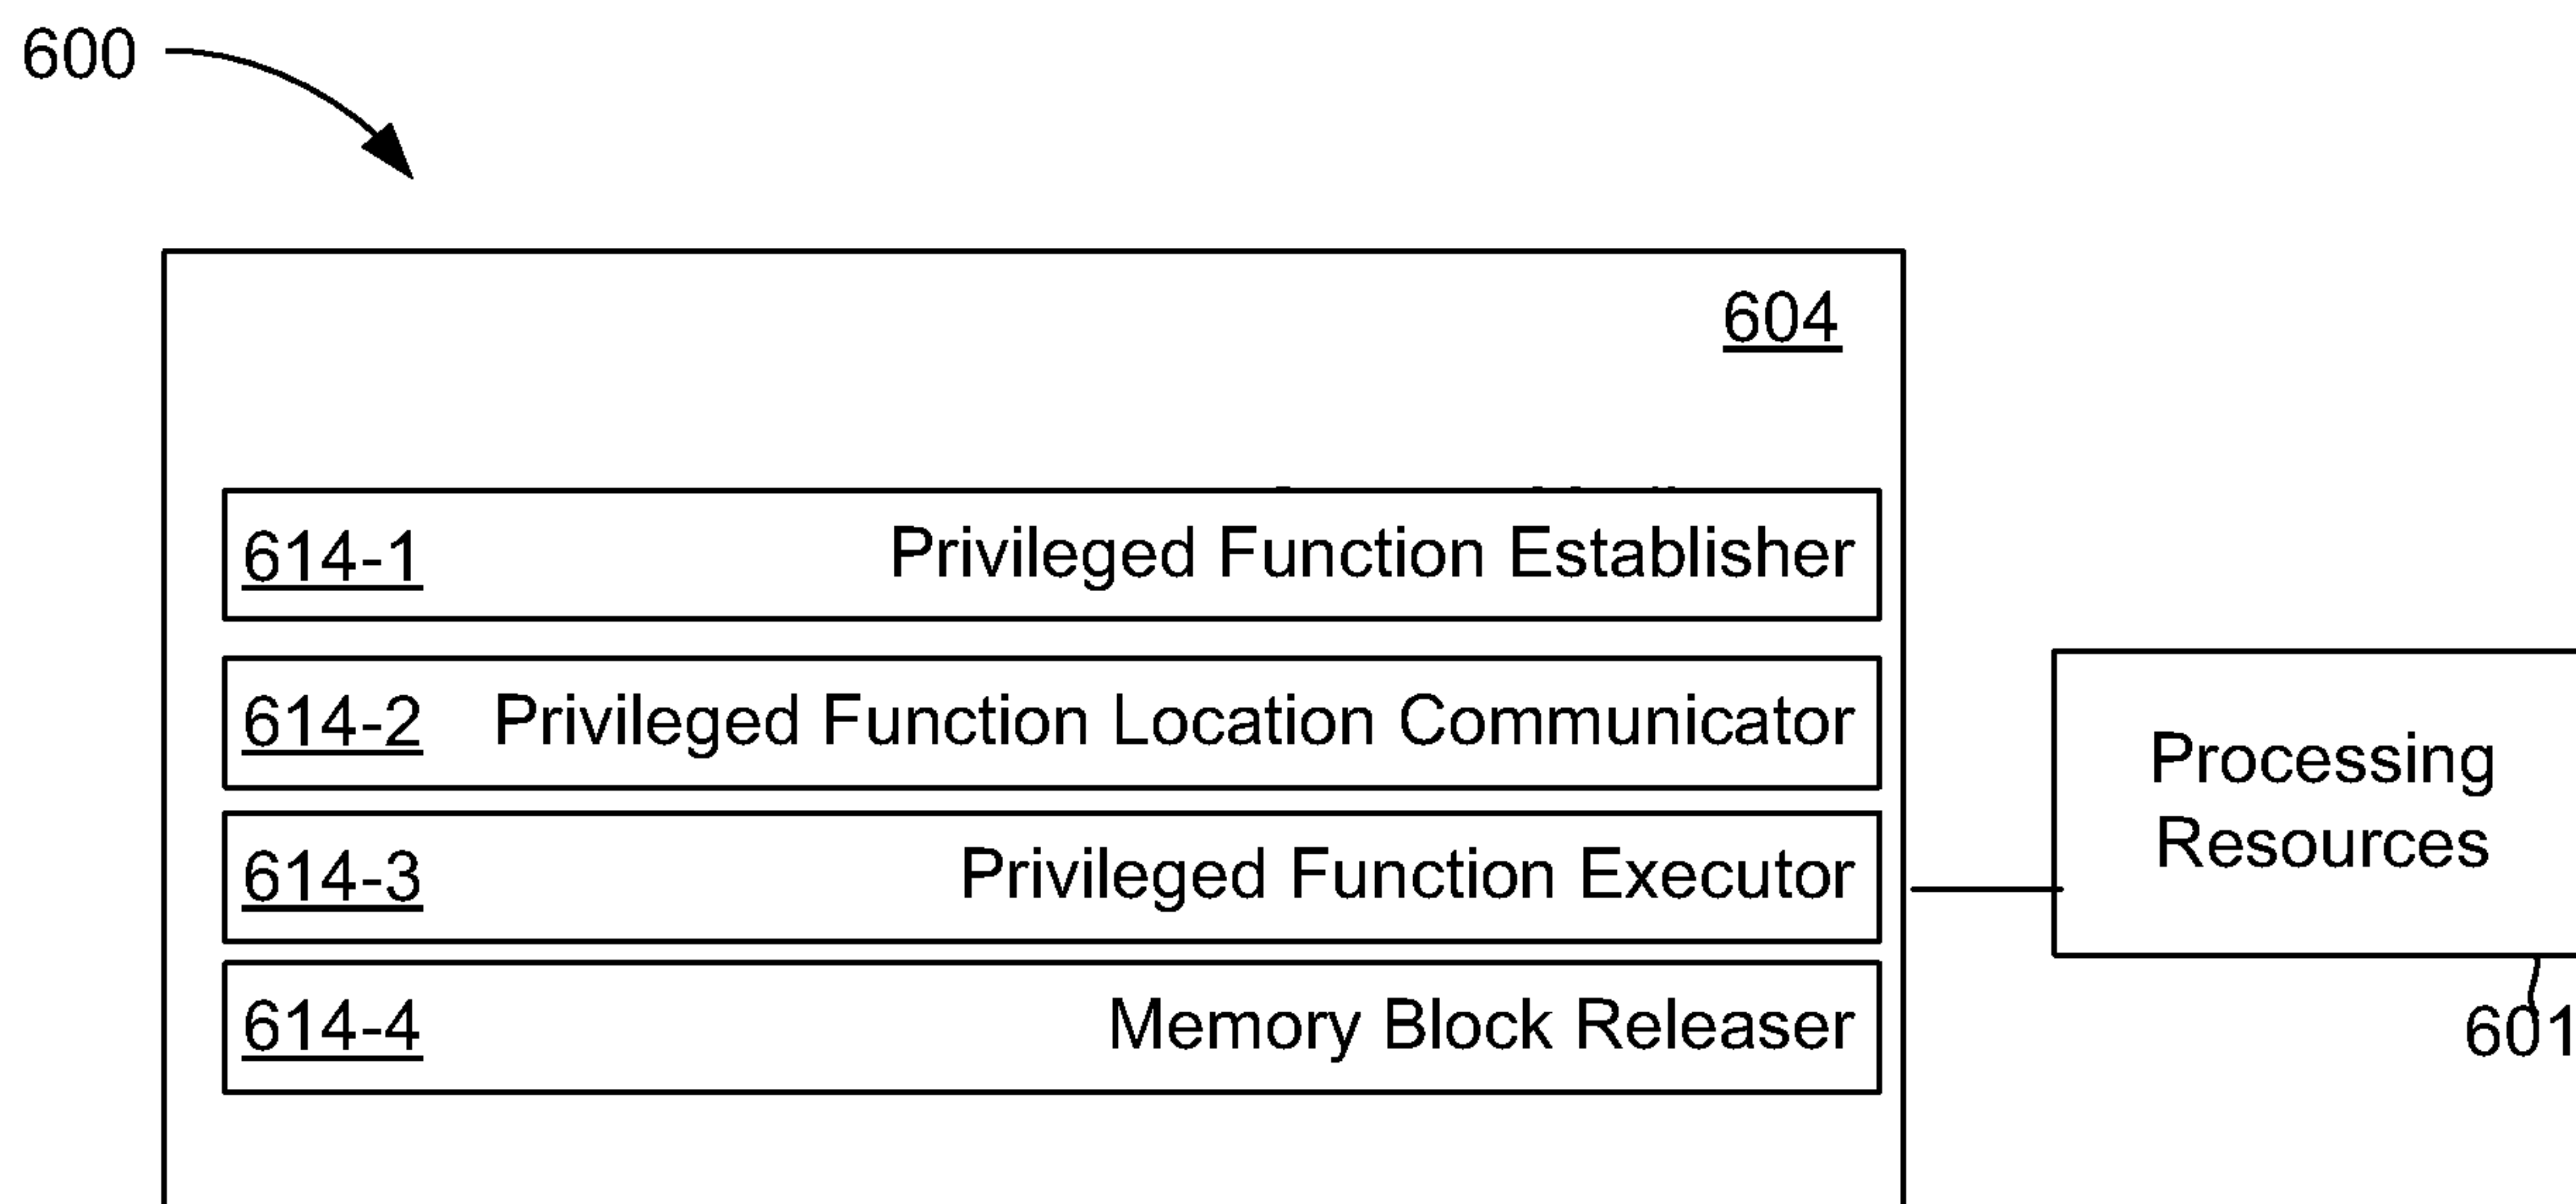 600
604
614-1 Privileged Function Establisher
614-2 Privileged Function Location Communicator
614-3 Privileged Function Executor
614-4 Memory Block Releaser
Processing
Resources
601